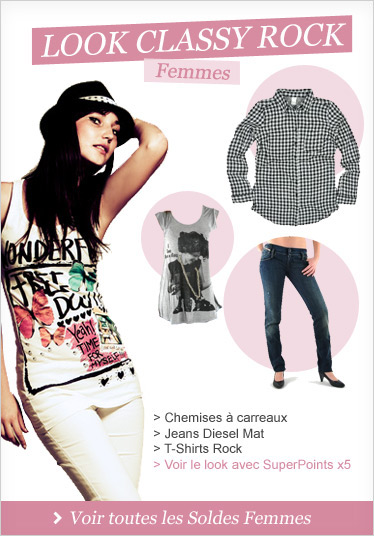 LOOK CLASSY ROCK
Femmes
WONDERF
FREE
DOU
Yeah!
TIME
FOR
MYSELF
> Chemises à carreaux
> Jeans Diesel Mat
> T-Shirts Rock
> Voir le look avec SuperPoints x5
> Voir toutes les Soldes Femmes